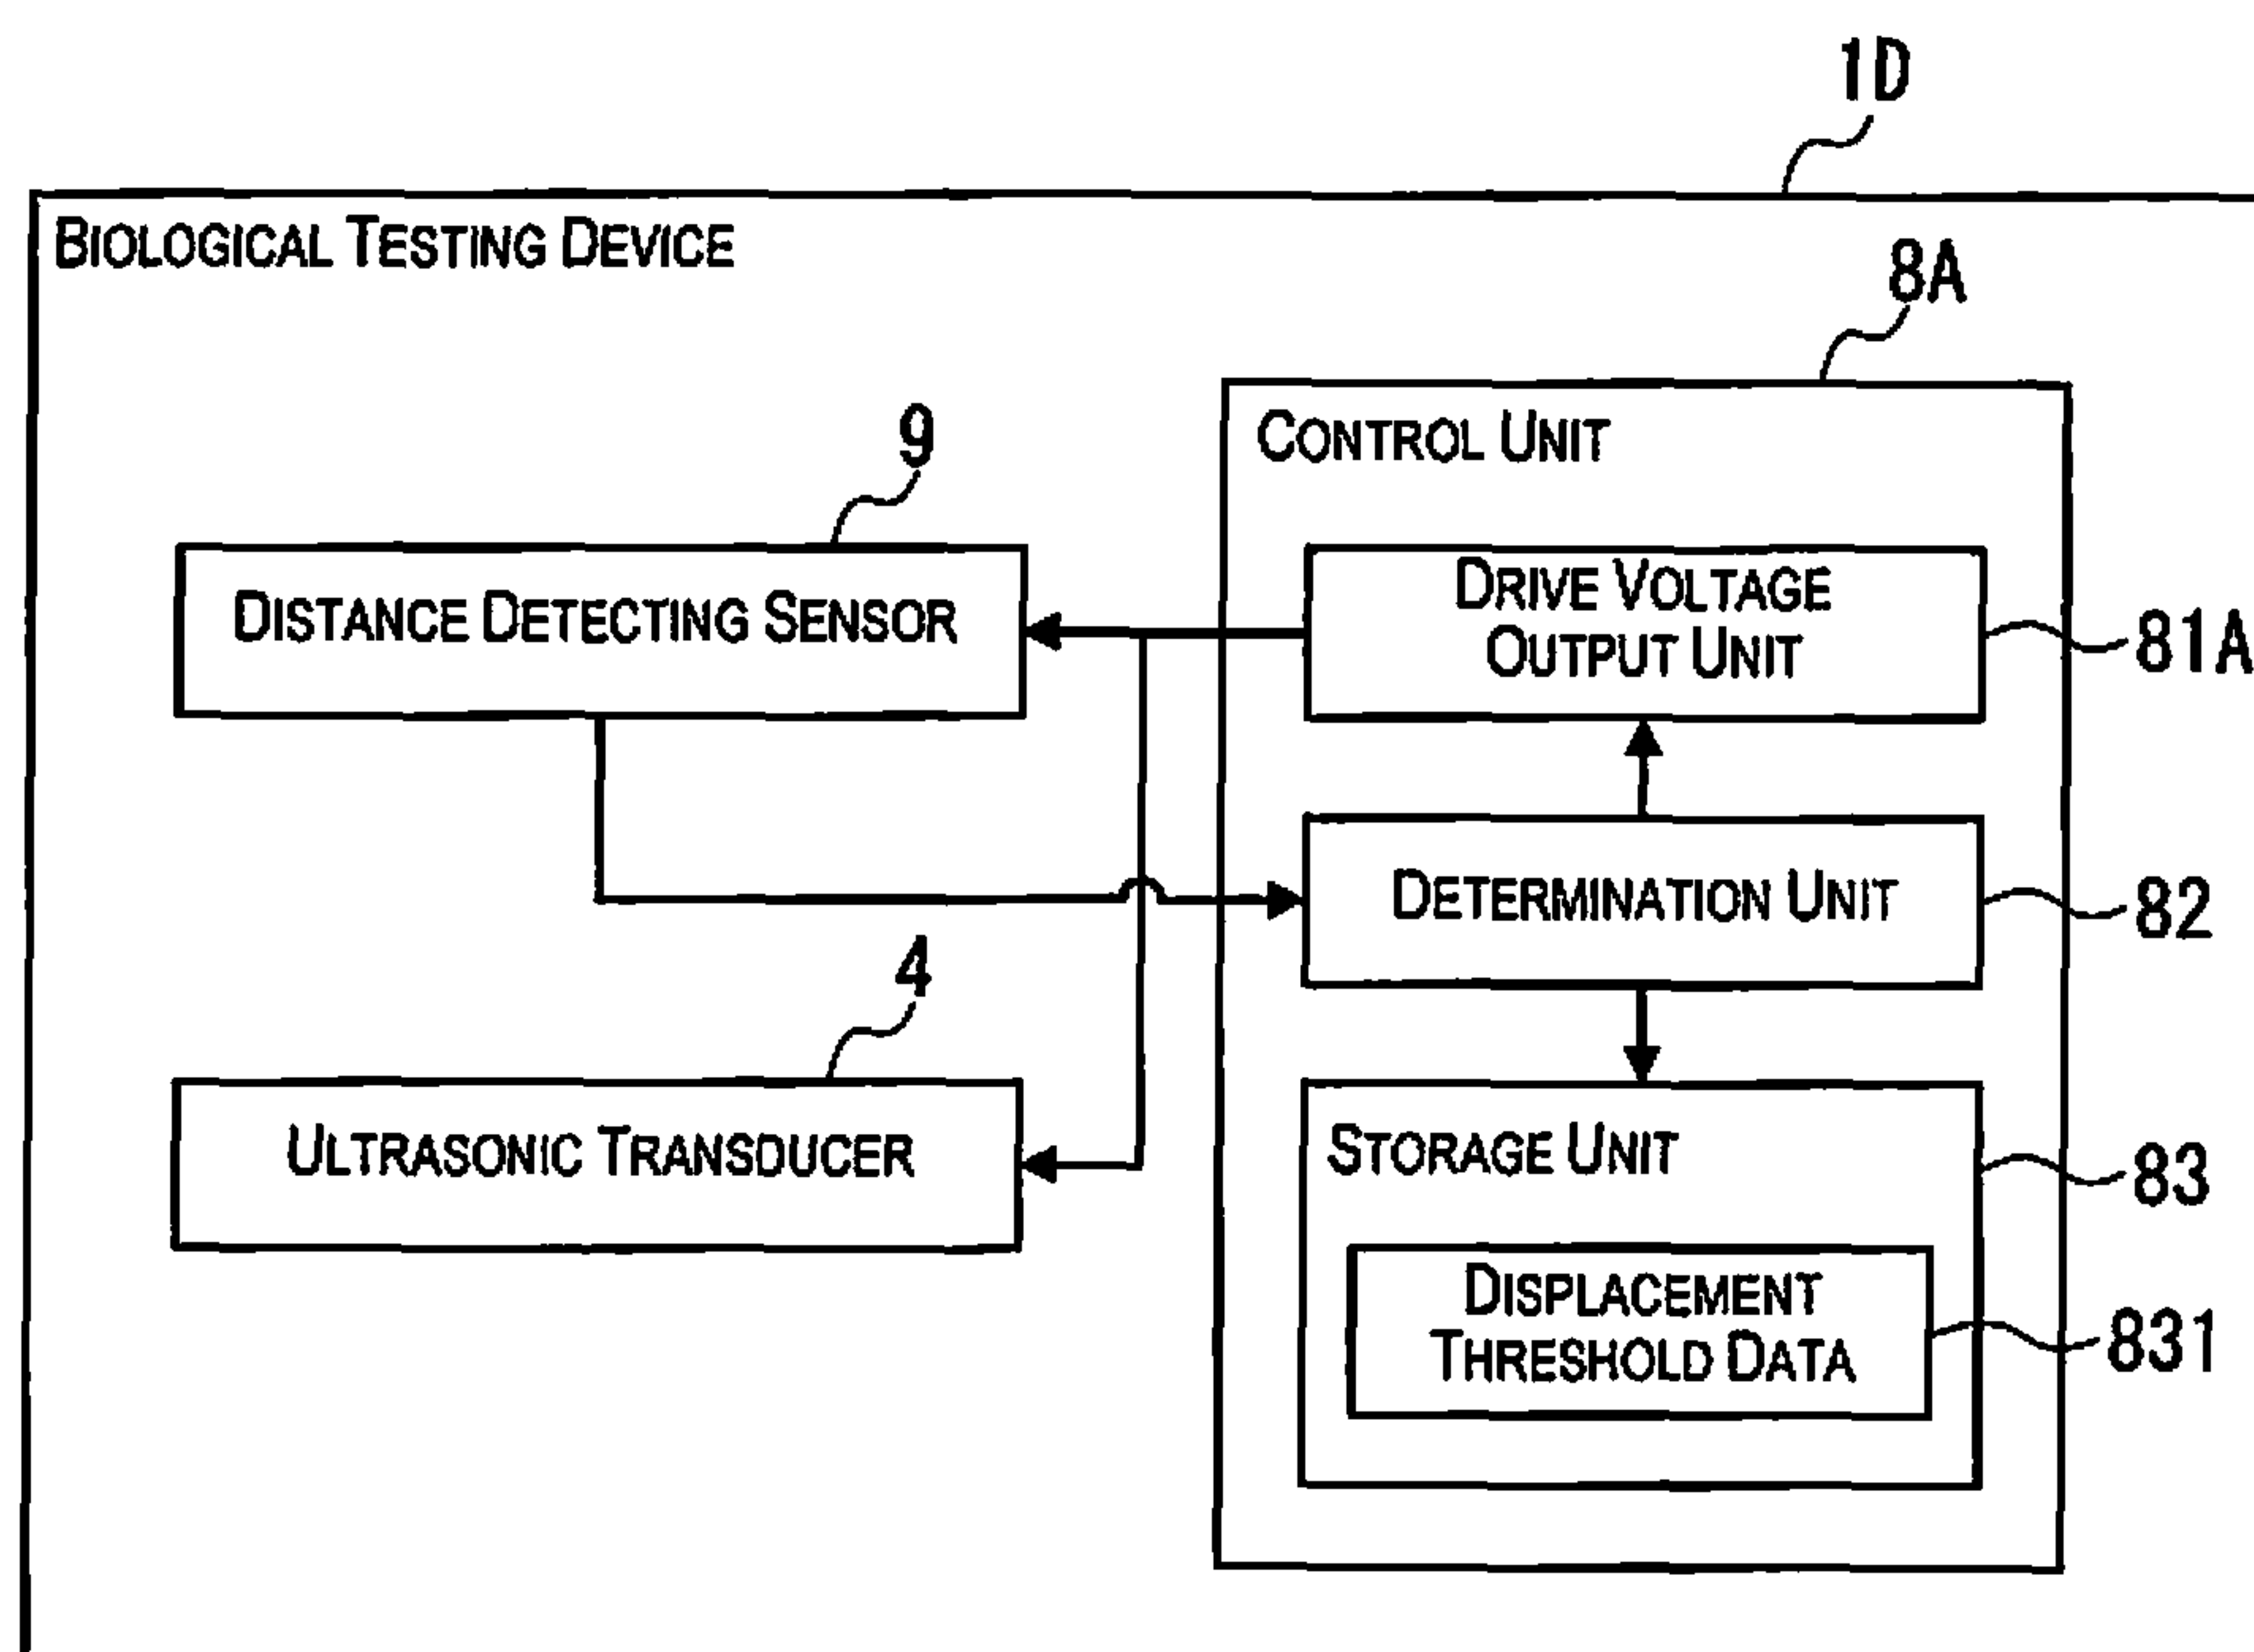 1D
BIOLOGICAL TESTING DEVICE
8A
CONTROL UNIT
9
DISTANCE DETECTING SENSOR
DRIVE VOLTAGE
OUTPUT UNIT
81A
DETERMINATION UNIT
82
4
ULTRASONIC TRANSDUCER
STORAGE UNIT
83
DISPLACEMENT
THRESHOLD DATA
831